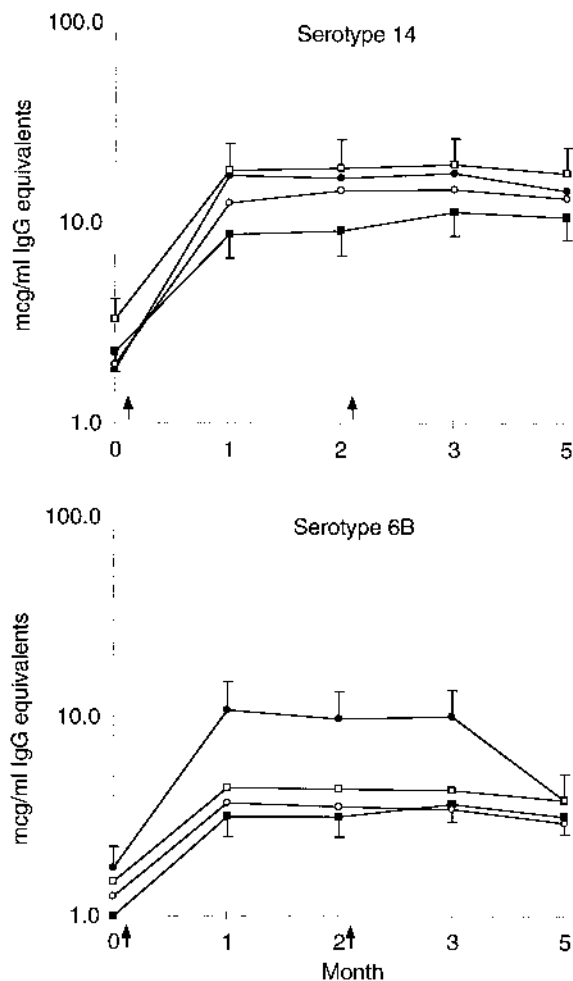 100.0
Serotype 14
mcg/ml IgG equivalents
10.0
1.0
0 1 2 3 5
100.0
Serotype 6B
mcg/ml IgG equivalents
10.0
1.0
0 1 2 3 5
Month